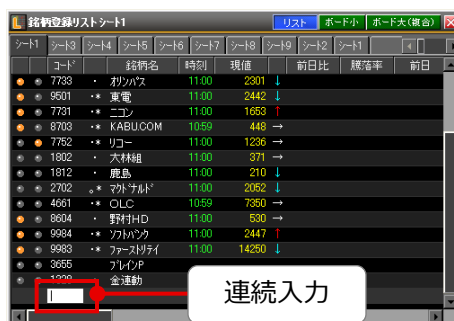 銘柄登録リストシート1 リスト ボード小 ボード大(複合)
シート1 シート3 シート4 シート5 シート6 シート7 シート8 シート9 シート2 シート1
コード 銘柄名 時刻 現値 前日比 騰落率 前日
7733 ・ オリンパス 11:00 2301 ↓
9501 ・* 東電 11:00 2442 ↓
7731 ・* ニコン 11:00 1653 ↑
8703 ・* KABU.COM 10:59 448 →
7752 ・* リコー 11:00 1236 →
1802 ・ 大林組 11:00 371 →
1812 ・ 鹿島 11:00 210 ↓
2702 。* マクドナルド 11:00 2052 ↓
4661 ・* OLC 10:59 7350 →
8604 ・ 野村HD 11:00 530 →
9984 ・* ソフトバンク 11:00 2447 ↑
9983 ・* ファーストリテイ 11:00 14250 ↓
3655 ブレインP
金連動
連続入力